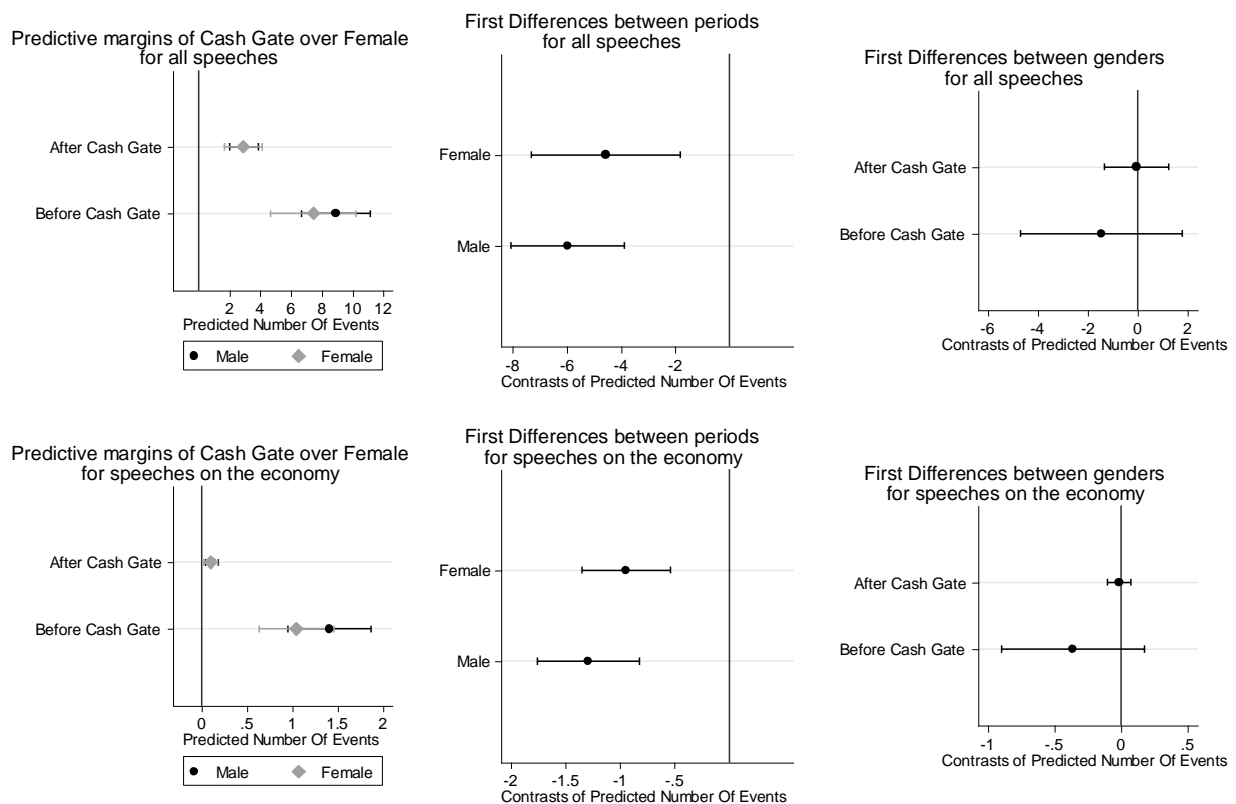 Predictive margins of Cash Gate over Female
for all speeches
After Cash Gate
Before Cash Gate
2 4 6 8 10 12
Predicted Number Of Events
Male Female
First Differences between periods
for all speeches
Female
Male
-8 -6 -4 -2
Contrasts of Predicted Number Of Events
First Differences between genders
for all speeches
After Cash Gate
Before Cash Gate
-6 -4 -2 0 2
Contrasts of Predicted Number Of Events
Predictive margins of Cash Gate over Female
for speeches on the economy
After Cash Gate
Before Cash Gate
0 .5 1 1.5 2
Predicted Number Of Events
Male Female
First Differences between periods
for speeches on the economy
Female
Male
-2 -1.5 -1 -.5
Contrasts of Predicted Number Of Events
First Differences between genders
for speeches on the economy
After Cash Gate
Before Cash Gate
-1 -.5 0 .5
Contrasts of Predicted Number Of Events